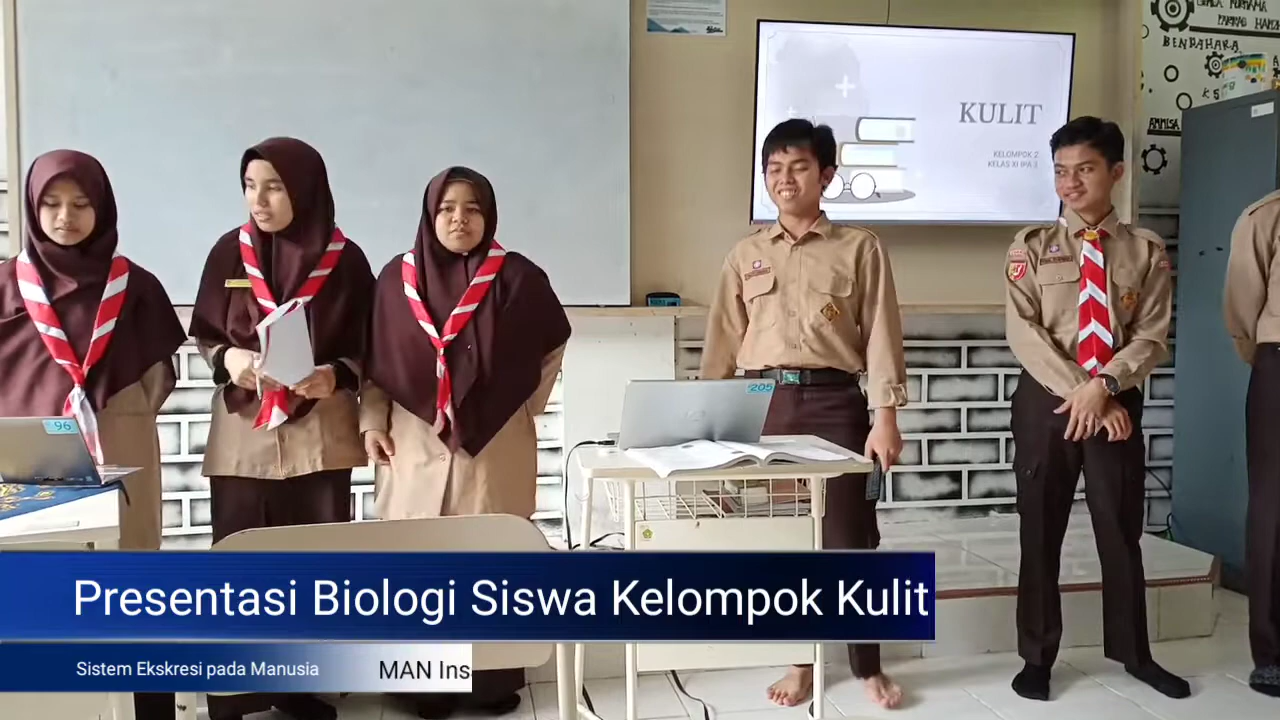 BENDAHARA
KULIT
KELOMPOK 2
KELAS XI IPA 3
205
96
Presentasi Biologi Siswa Kelompok Kulit
Sistem Ekskresi pada Manusia
MAN Ins